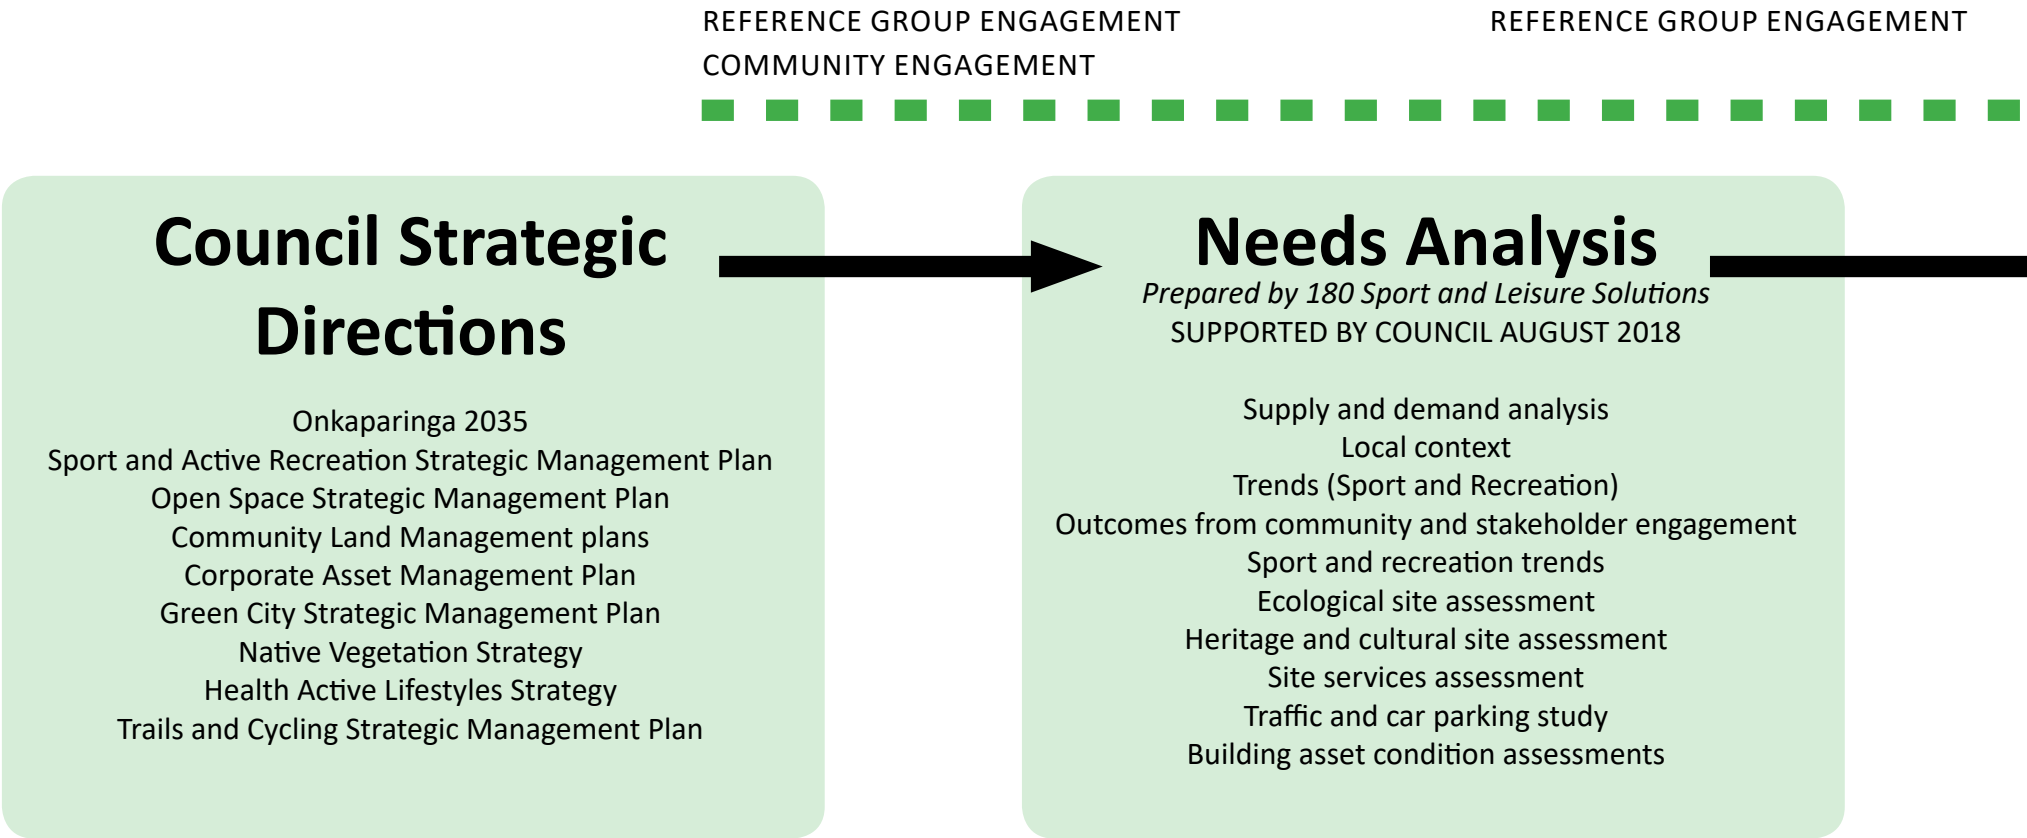 REFERENCE GROUP ENGAGEMENT
COMMUNITY ENGAGEMENT
REFERENCE GROUP ENGAGEMENT
Council Strategic
Directions
Onkaparinga 2035
Sport and Active Recreation Strategic Management Plan
Open Space Strategic Management Plan
Community Land Management plans
Corporate Asset Management Plan
Green City Strategic Management Plan
Native Vegetation Strategy
Health Active Lifestyles Strategy
Trails and Cycling Strategic Management Plan
Needs Analysis
Prepared by 180 Sport and Leisure Solutions
SUPPORTED BY COUNCIL AUGUST 2018
Supply and demand analysis
Local context
Trends (Sport and Recreation)
Outcomes from community and stakeholder engagement
Sport and recreation trends
Ecological site assessment
Heritage and cultural site assessment
Site services assessment
Traffic and car parking study
Building asset condition assessments